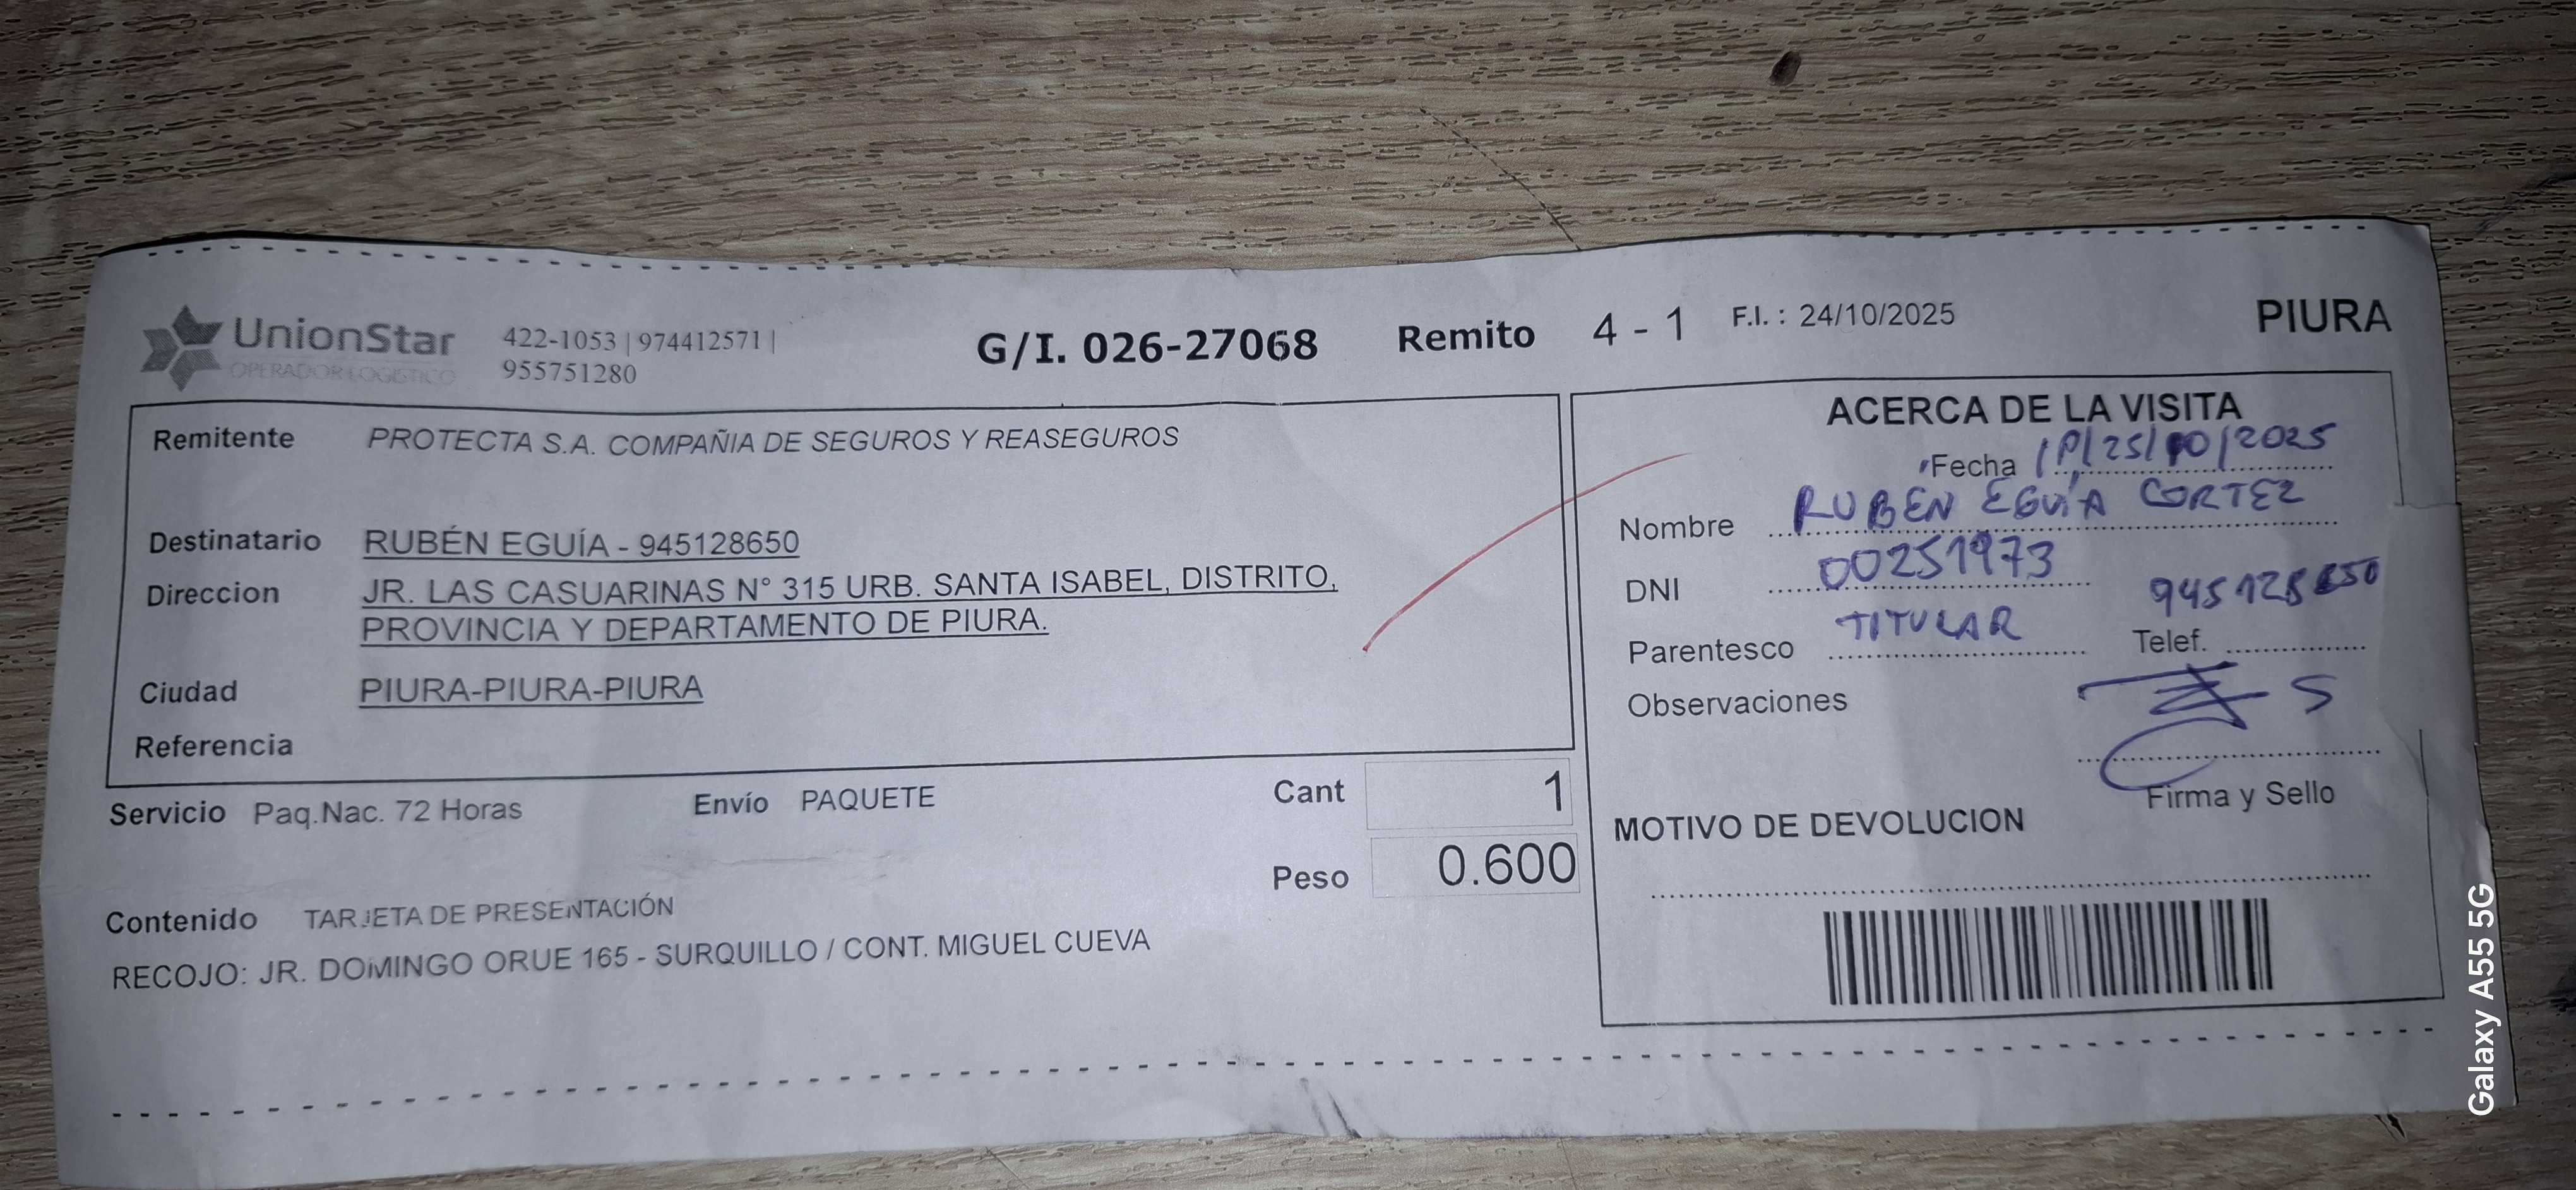 UnionStar
OPERADOR LOGISTICO
422-1053 | 974412571 |
955751280
G/I. 026-27068 Remito 4 - 1 F.I. : 24/10/2025 PIURA
Remitente PROTECTA S.A. COMPAÑIA DE SEGUROS Y REASEGUROS
Destinatario RUBÉN EGUÍA - 945128650
Direccion JR. LAS CASUARINAS N° 315 URB. SANTA ISABEL, DISTRITO,
PROVINCIA Y DEPARTAMENTO DE PIURA.
Ciudad PIURA-PIURA-PIURA
Referencia
Servicio Paq.Nac. 72 Horas Envío PAQUETE Cant 1
Peso 0.600
Contenido TARJETA DE PRESENTACIÓN
RECOJO: JR. DOMINGO ORUE 165 - SURQUILLO / CONT. MIGUEL CUEVA
ACERCA DE LA VISITA
Fecha 25/10/2025
Nombre RUBEN EGUÍA CORTEZ
DNI 00251973
Parentesco TITULAR Telef. 945128650
Observaciones
Firma y Sello
MOTIVO DE DEVOLUCION
Galaxy A55 5G